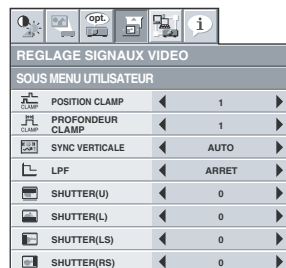 opt.
i
REGLAGE SIGNAUX VIDEO
SOUS MENU UTILISATEUR
CLAMP POSITION CLAMP 1
CLAMP PROFONDEUR CLAMP 1
SYNC VERTICALE AUTO
LPF ARRET
SHUTTER(U) 0
SHUTTER(L) 0
SHUTTER(LS) 0
SHUTTER(RS) 0